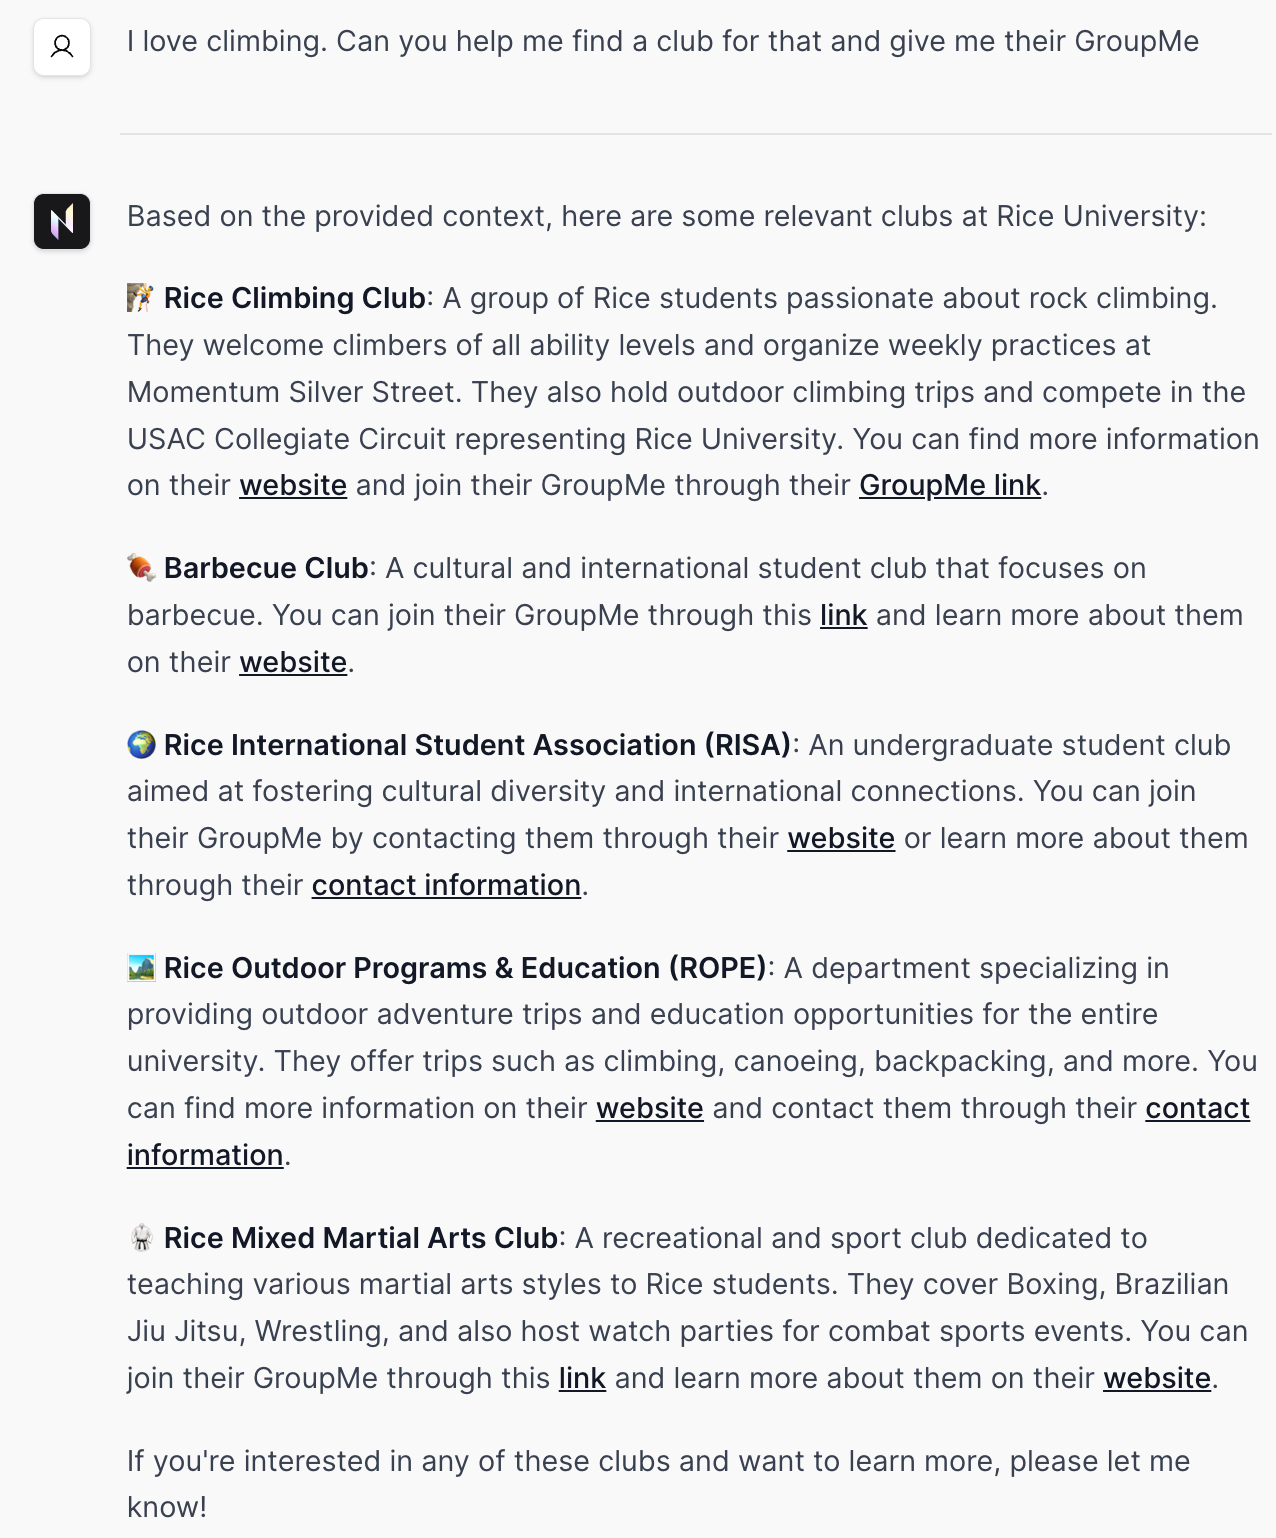 I love climbing. Can you help me find a club for that and give me their GroupMe
Based on the provided context, here are some relevant clubs at Rice University:
🧗 Rice Climbing Club: A group of Rice students passionate about rock climbing.
They welcome climbers of all ability levels and organize weekly practices at
Momentum Silver Street. They also hold outdoor climbing trips and compete in the
USAC Collegiate Circuit representing Rice University. You can find more information
on their website and join their GroupMe through their GroupMe link.
🍖 Barbecue Club: A cultural and international student club that focuses on
barbecue. You can join their GroupMe through this link and learn more about them
on their website.
🌍 Rice International Student Association (RISA): An undergraduate student club
aimed at fostering cultural diversity and international connections. You can join
their GroupMe by contacting them through their website or learn more about them
through their contact information.
🏞️ Rice Outdoor Programs & Education (ROPE): A department specializing in
providing outdoor adventure trips and education opportunities for the entire
university. They offer trips such as climbing, canoeing, backpacking, and more. You
can find more information on their website and contact them through their contact
information.
🥋 Rice Mixed Martial Arts Club: A recreational and sport club dedicated to
teaching various martial arts styles to Rice students. They cover Boxing, Brazilian
Jiu Jitsu, Wrestling, and also host watch parties for combat sports events. You can
join their GroupMe through this link and learn more about them on their website.
If you're interested in any of these clubs and want to learn more, please let me
know!